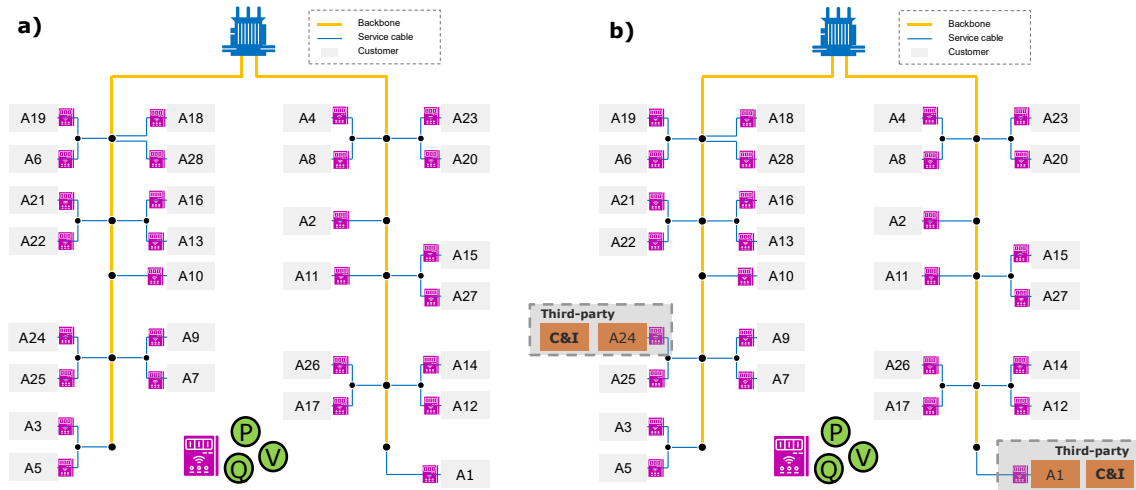 a)
Backbone
Service cable
Customer
A19
A18
A4
A23
A6
A28
A8
A20
A21
A16
A22
A13
A2
A10
A11
A15
A27
A24
A9
A26
A14
A25
A7
A17
A12
A3
A5
P
Q
V
A1
b)
Backbone
Service cable
Customer
A19
A18
A4
A23
A6
A28
A8
A20
A21
A16
A22
A13
A2
A10
A11
A15
A27
Third-party
C&I A24
A9
A26
A14
A25
A7
A17
A12
A3
A5
P
Q
V
Third-party
A1 C&I